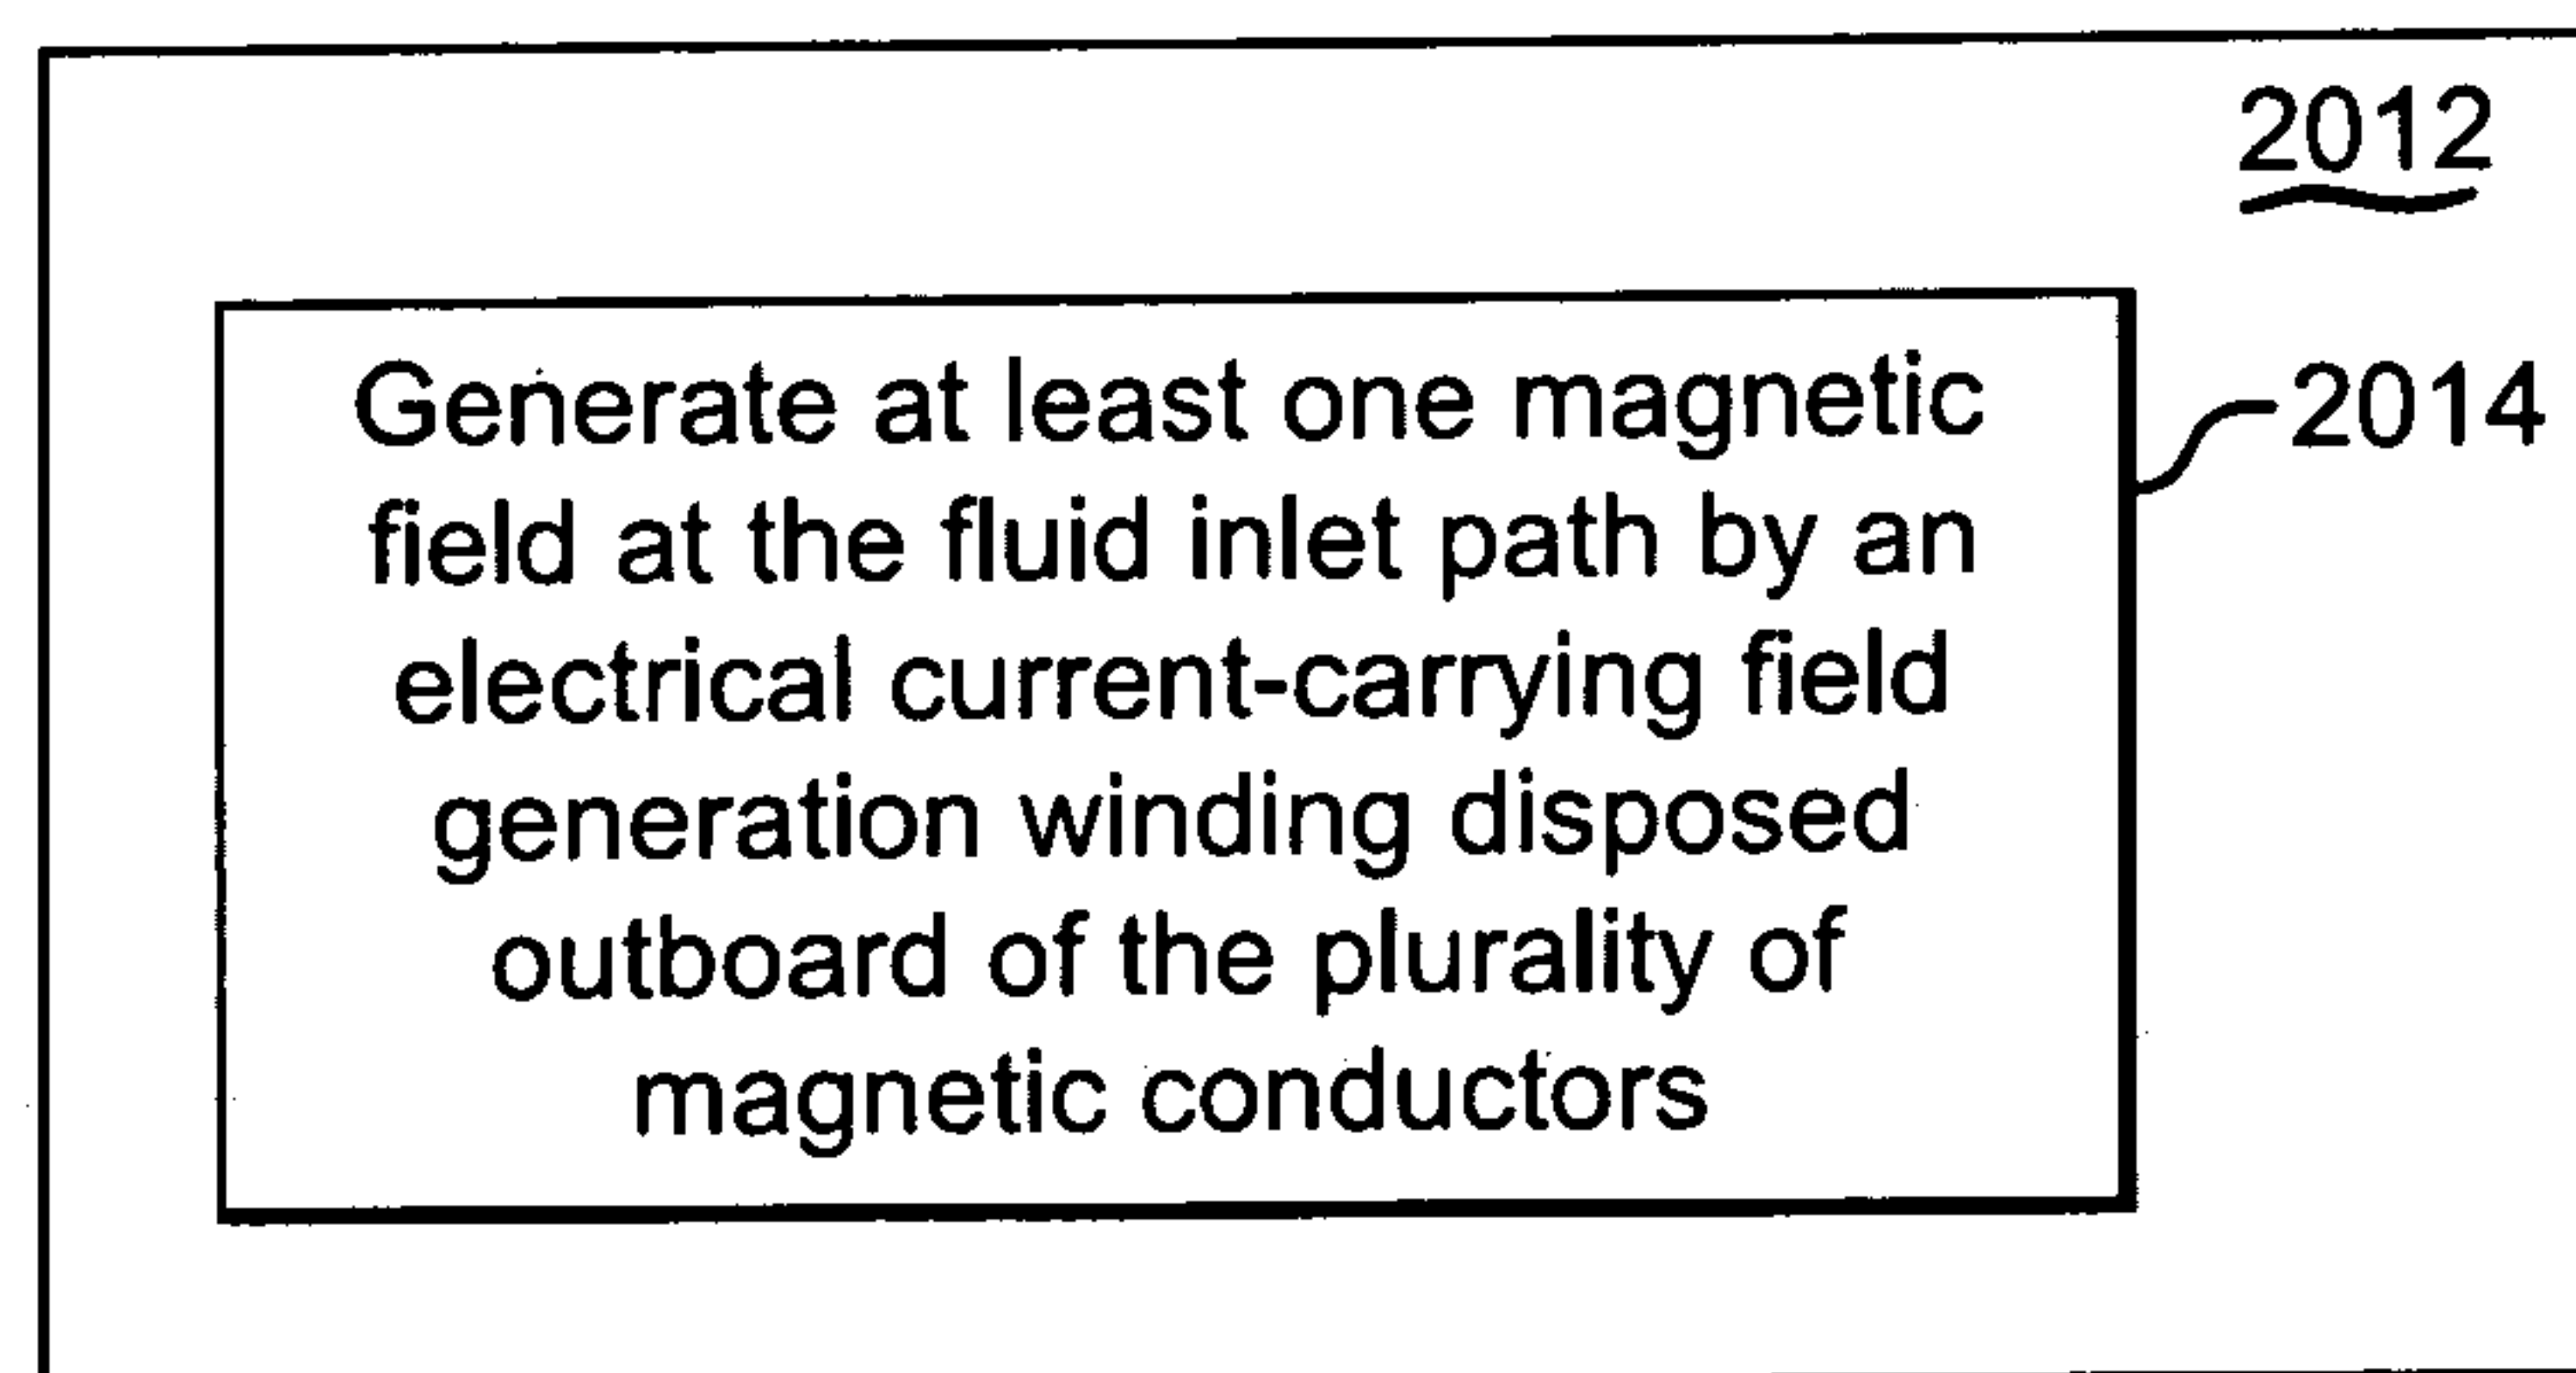 2012
Generate at least one magnetic
2014
field at the fluid inlet path by an
electrical current-carrying field
generation winding disposed
outboard of the plurality of
magnetic conductors